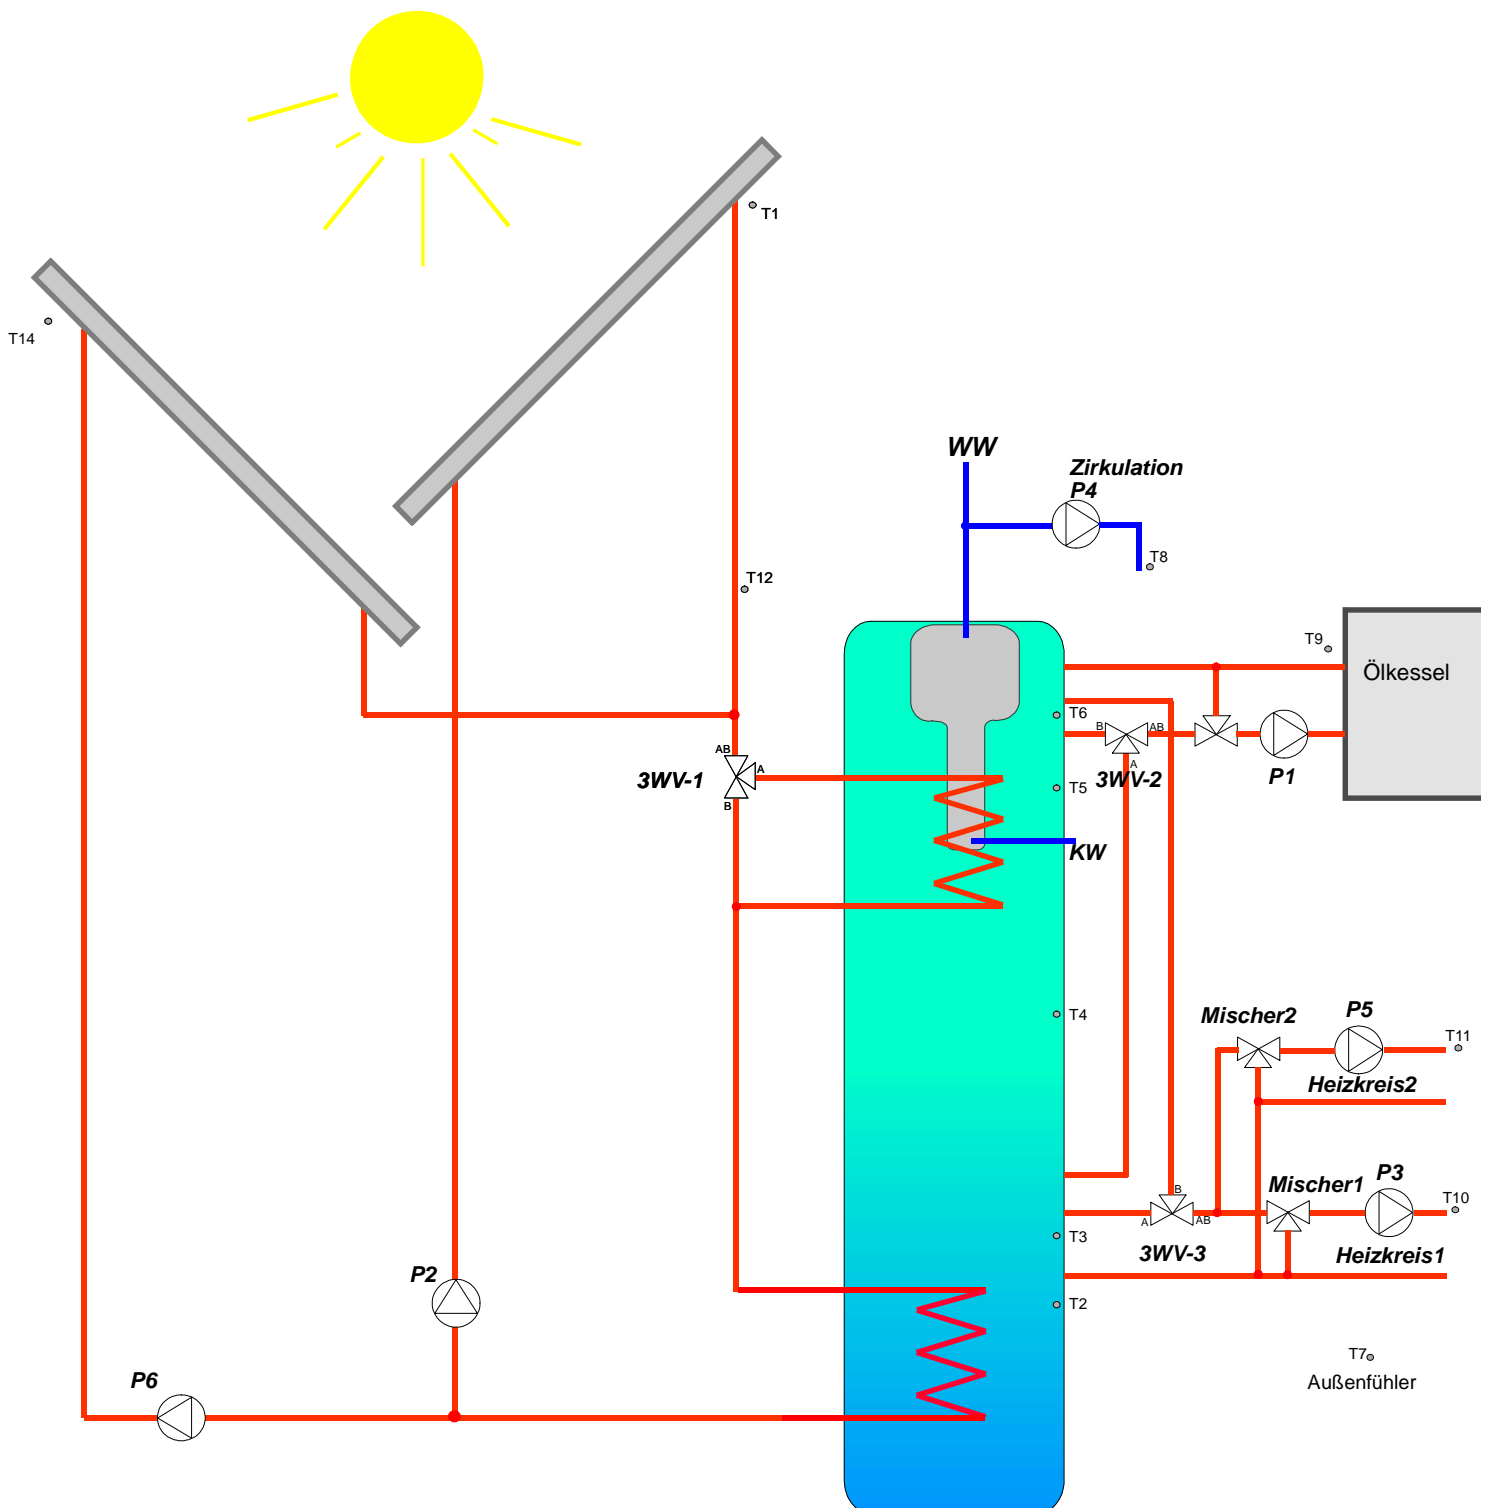 T1
T14
WW
Zirkulation
P4
T8
T12
T9
Ölkessel
T6
B
AB
A
3WV-2
P1
AB
A
3WV-1
B
T5
KW
T4
Mischer2
P5
T11
Heizkreis2
Mischer1
P3
T10
B
A
AB
3WV-3
Heizkreis1
T3
T2
P2
P6
T7
Außenfühler